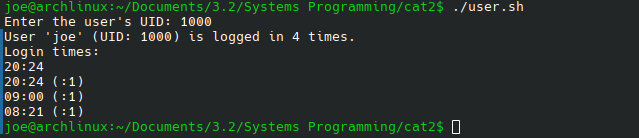 joe@archlinux:~/Documents/3.2/Systems Programming/cat2$ ./user.sh
Enter the user's UID: 1000
User 'joe' (UID: 1000) is logged in 4 times.
Login times:
20:24
20:24 (:1)
09:00 (:1)
08:21 (:1)
joe@archlinux:~/Documents/3.2/Systems Programming/cat2$